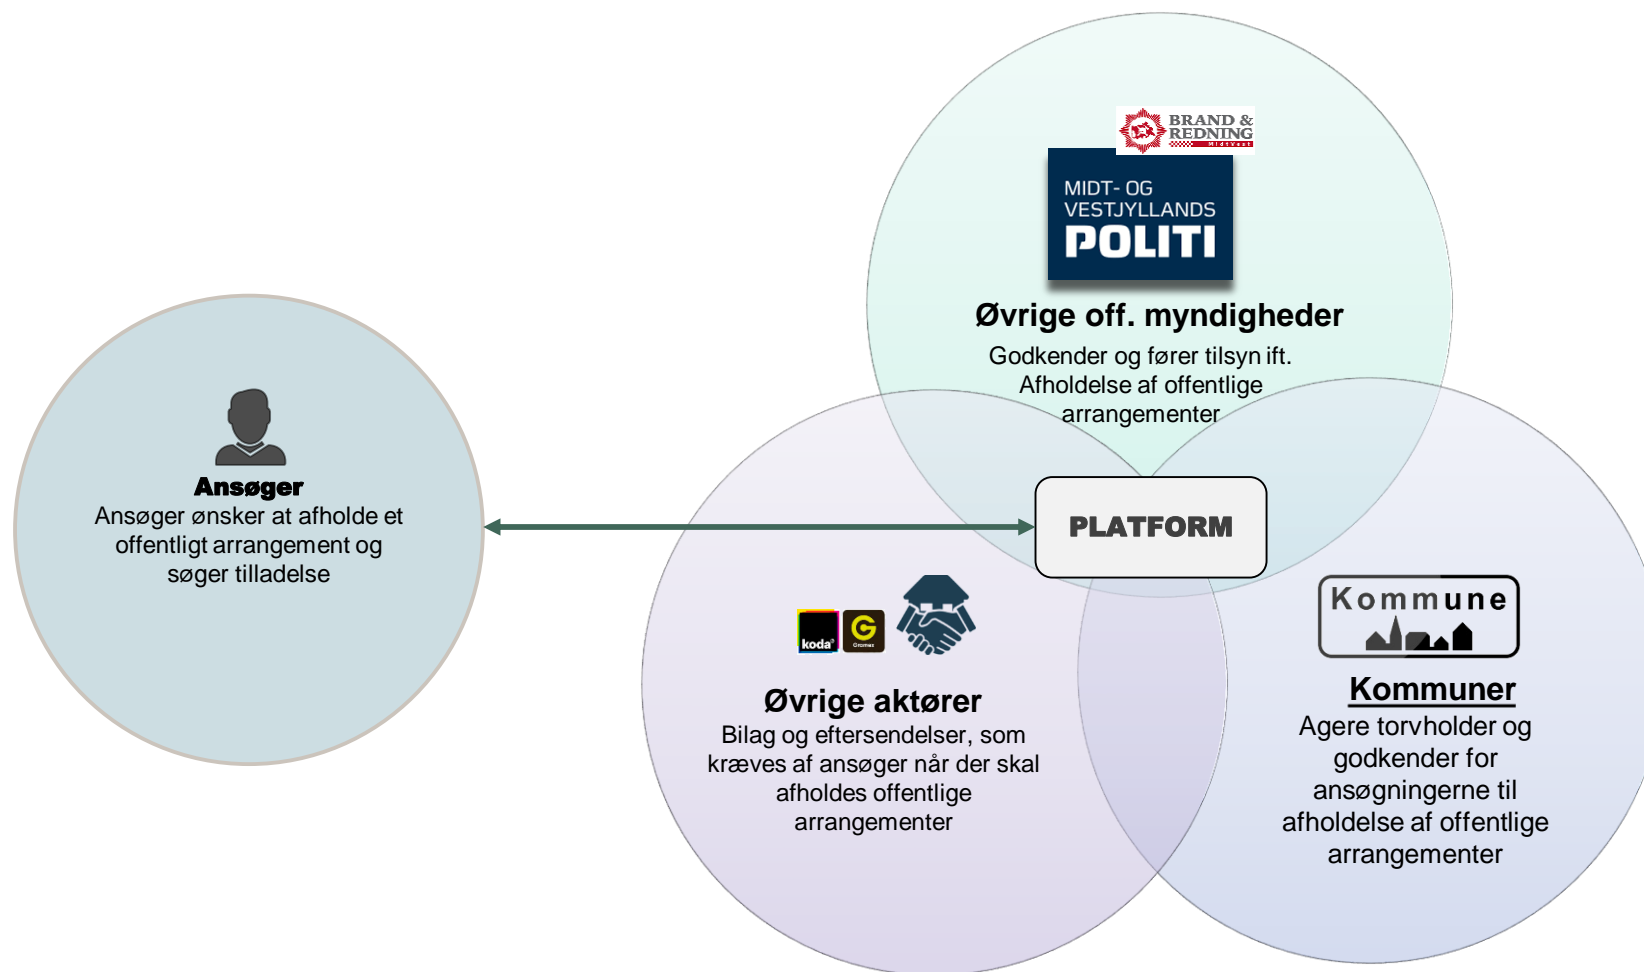 BRAND &
REDNING
MidtVest
MIDT- OG
VESTJYLLANDS
POLITI
Øvrige off. myndigheder
Godkender og fører tilsyn ift.
Afholdelse af offentlige
arrangementer
Ansøger
Ansøger ønsker at afholde et
offentligt arrangement og
søger tilladelse
PLATFORM
koda
G
Gramex
Øvrige aktører
Bilag og eftersendelser, som
kræves af ansøger når der skal
afholdes offentlige
arrangementer
Kommune
Kommuner
Agere torvholder og
godkender for
ansøgningerne til
afholdelse af offentlige
arrangementer